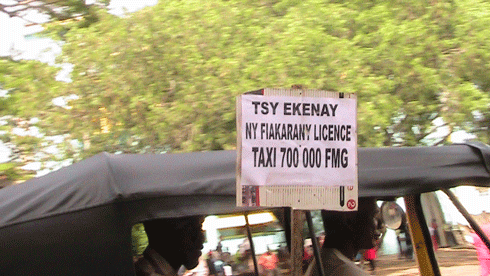 TSY EKENAY
NY FIAKARANY LICENCE
TAXI 700 000 FMG